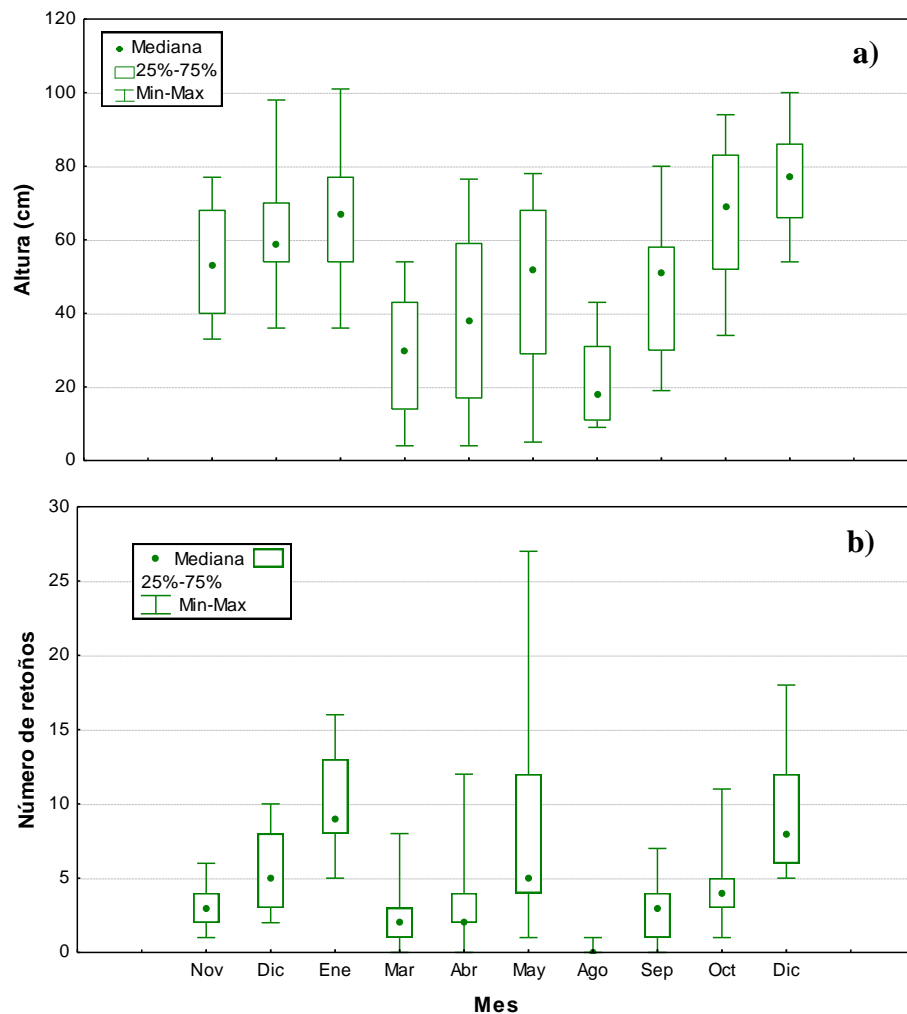 120
100
80
60
40
20
0
Altura (cm)
Mediana
25%-75%
Min-Max
a)
30
25
20
15
10
5
0
Número de retoños
Mediana
25%-75%
Min-Max
b)
Nov Dic Ene Mar Abr May Ago Sep Oct Dic
Mes